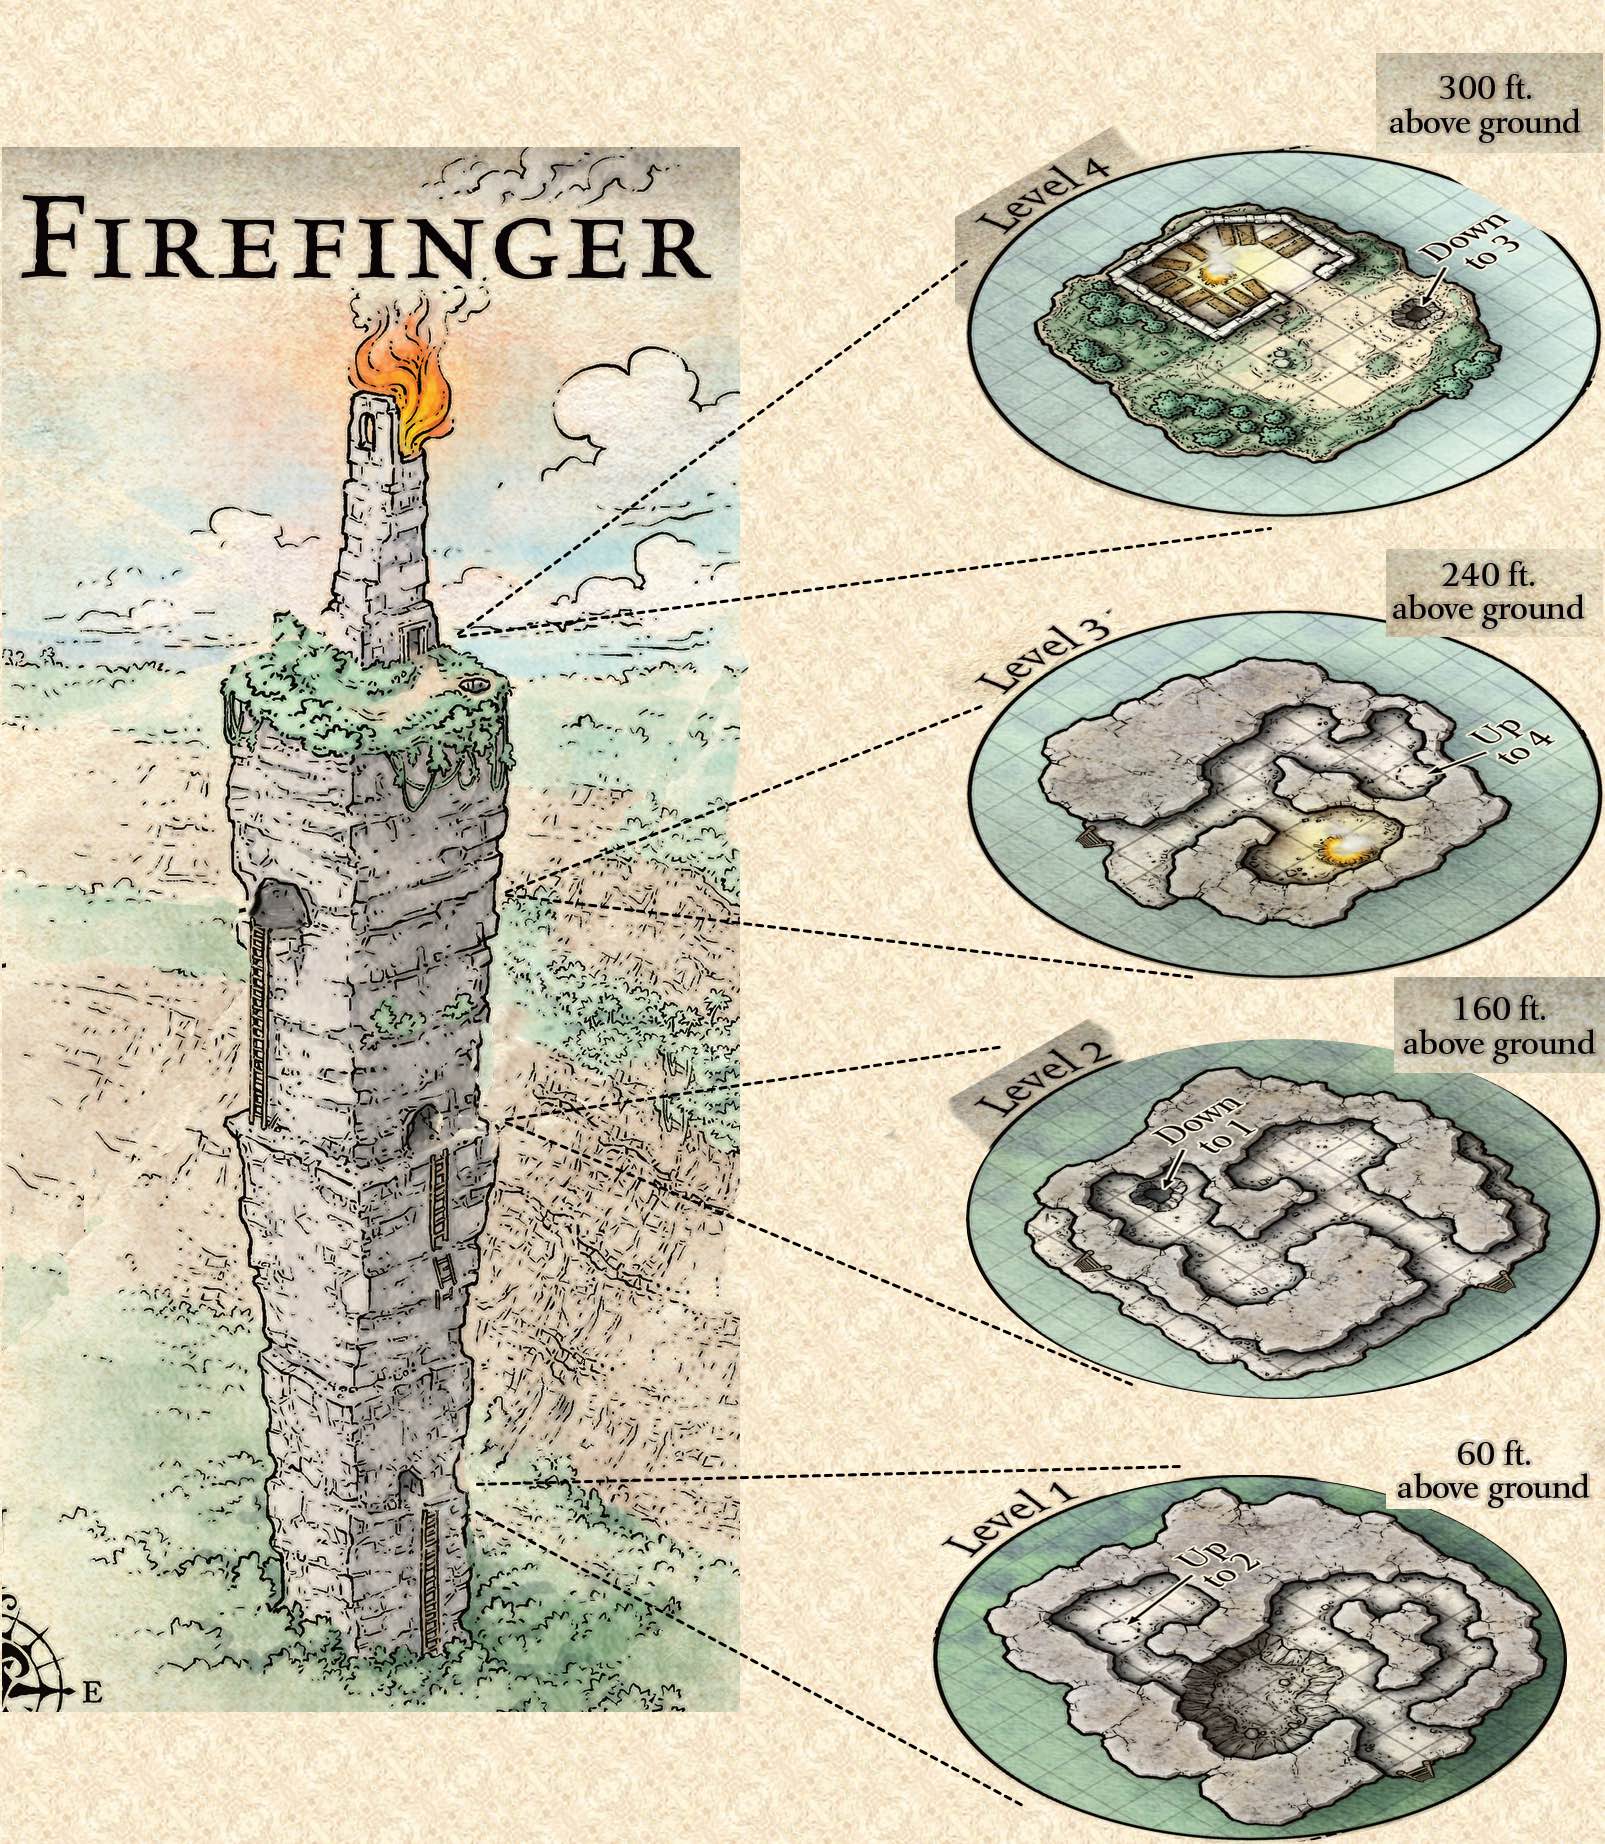 FIREFINGER
300 ft.
above ground
Level 4
Down
to 3
240 ft.
above ground
Level 3
Up
to 4
160 ft.
above ground
Level 2
Down
to 1
60 ft.
above ground
Level 1
Up
to 2
E